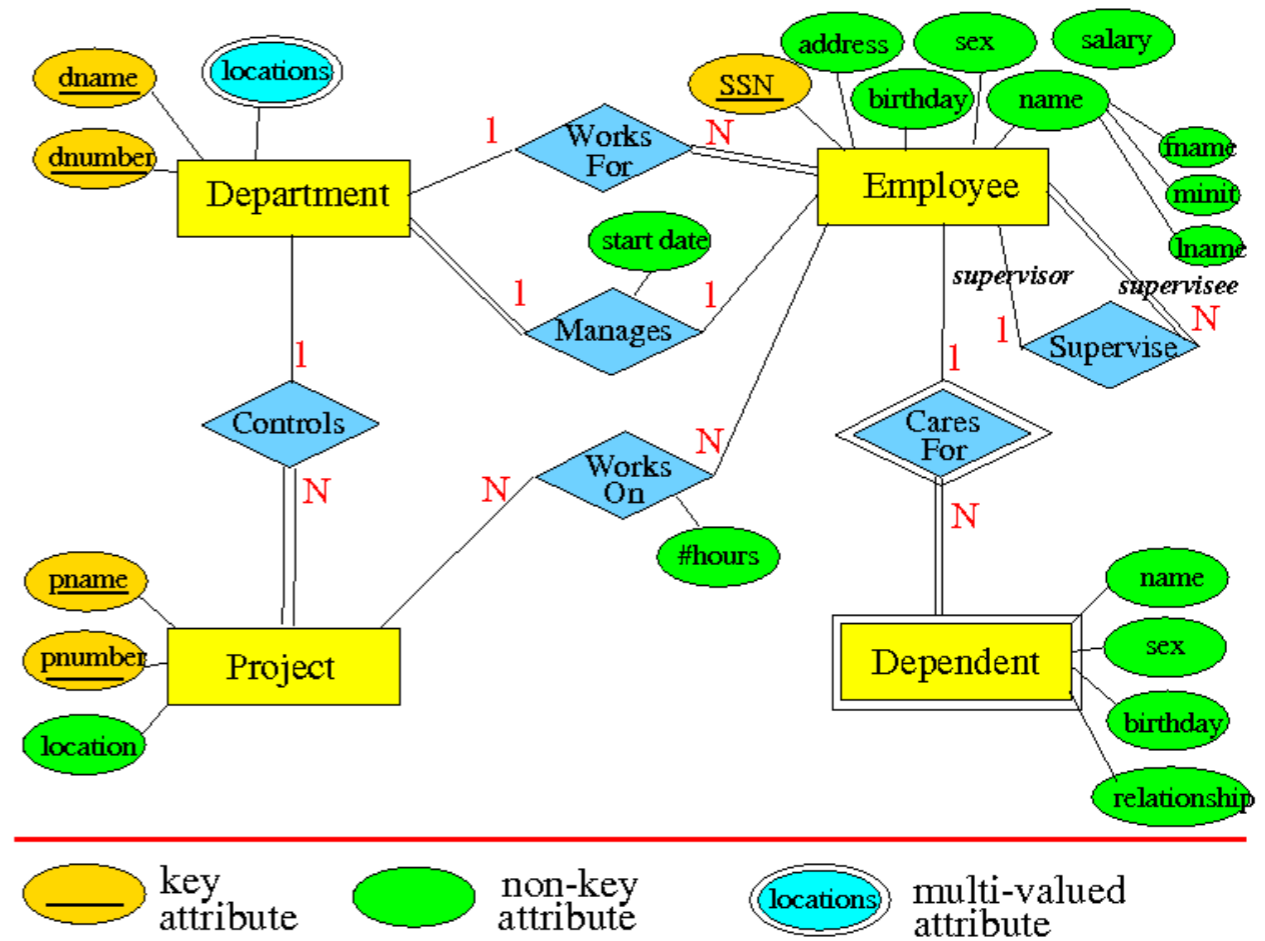 address
sex
salary
dname
locations
SSN
birthday
name
dnumber
1
Works
For
N
fname
Department
Employee
minit
start date
lname
supervisor
supervisee
1
Manages
1
1
Supervise
N
1
1
Controls
Cares
For
N
Works
On
N
N
N
#hours
pname
name
pnumber
Project
Dependent
sex
location
birthday
relationship
key
attribute
non-key
attribute
locations
multi-valued
attribute